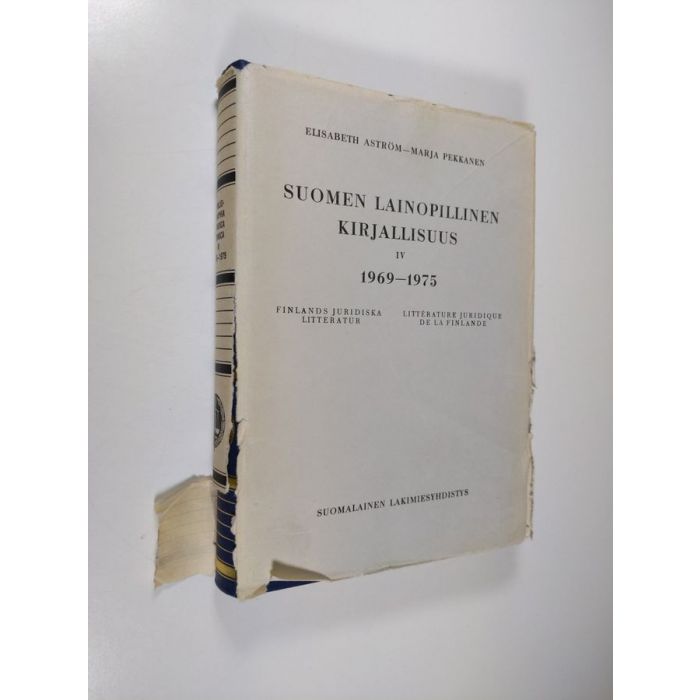 ELISABETH ASTRÖM—MARJA PEKKANEN
SUOMEN LAINOPILLINEN
KIRJALLISUUS
IV
1969—1975
FINLANDS JURIDISKA
LITTERATUR
LITTÉRATURE JURIDIQUE
DE LA FINLANDE
SUOMALAINEN LAKIMIESYHDISTYS